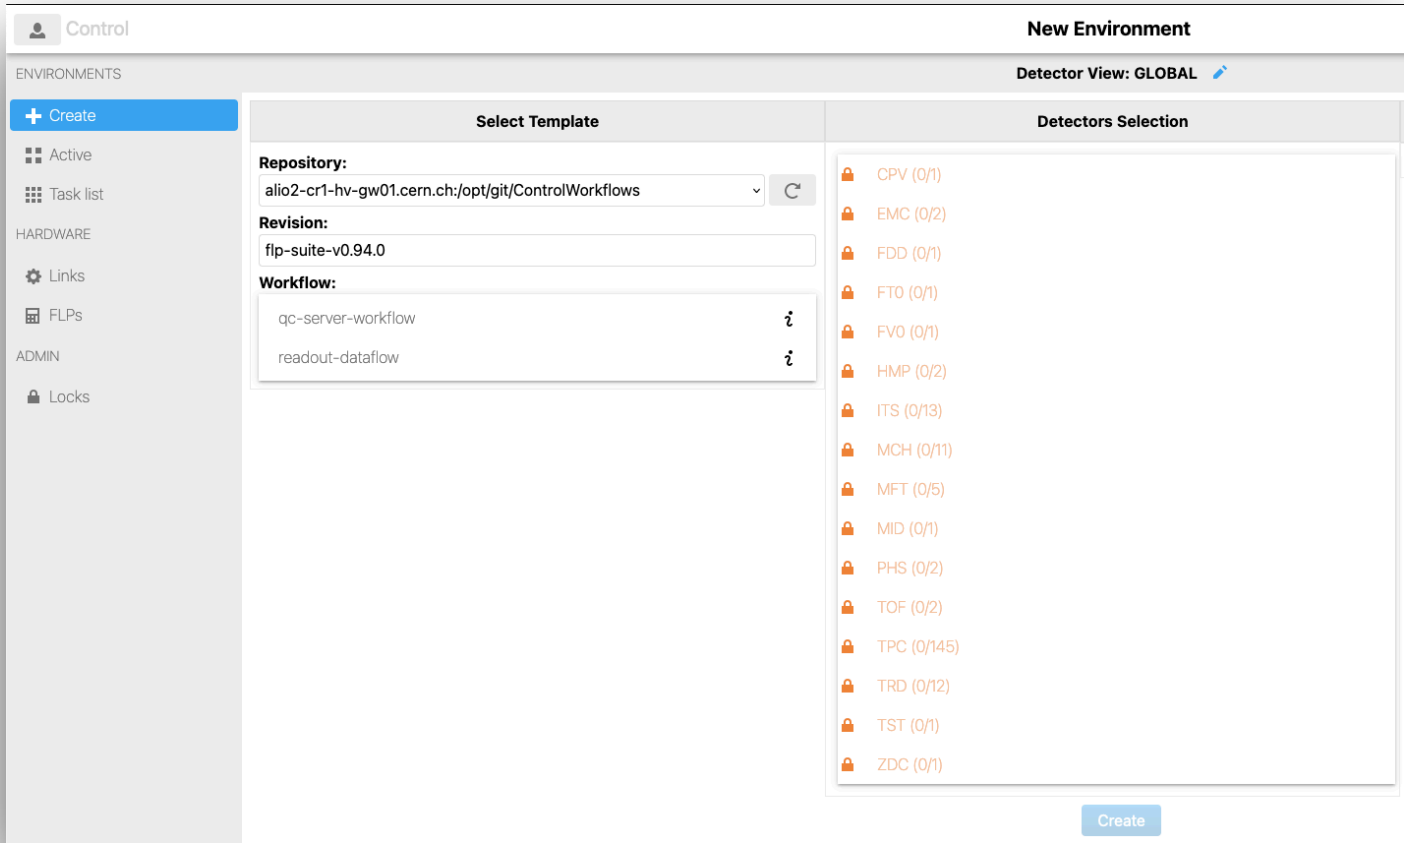 Control
New Environment
ENVIRONMENTS
Detector View: GLOBAL
Create
Active
Task list
HARDWARE
Links
FLPs
ADMIN
Locks
Select Template
Repository:
alio2-cr1-hv-gw01.cern.ch:/opt/git/ControlWorkflows
Revision:
flp-suite-v0.94.0
Workflow:
qc-server-workflow
readout-dataflow
Detectors Selection
CPV (0/1)
EMC (0/2)
FDD (0/1)
FT0 (0/1)
FV0 (0/1)
HMP (0/2)
ITS (0/13)
MCH (0/11)
MFT (0/5)
MID (0/1)
PHS (0/2)
TOF (0/2)
TPC (0/145)
TRD (0/12)
TST (0/1)
ZDC (0/1)
Create